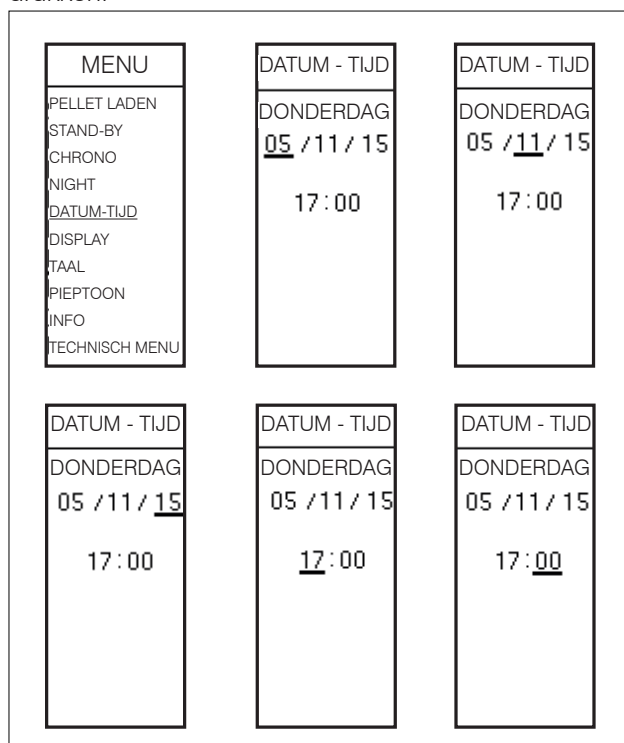 MENU
PELLET LADEN
STAND-BY
CHRONO
NIGHT
DATUM-TIJD
DISPLAY
TAAL
PIEPTOON
INFO
TECHNISCH MENU
DATUM - TIJD
DONDERDAG
05 /11/ 15
17:00
DATUM - TIJD
DONDERDAG
05 /11/ 15
17:00
DATUM - TIJD
DONDERDAG
05 /11/ 15
17:00
DATUM - TIJD
DONDERDAG
05 /11/ 15
17:00
DATUM - TIJD
DONDERDAG
05 /11/ 15
17:00